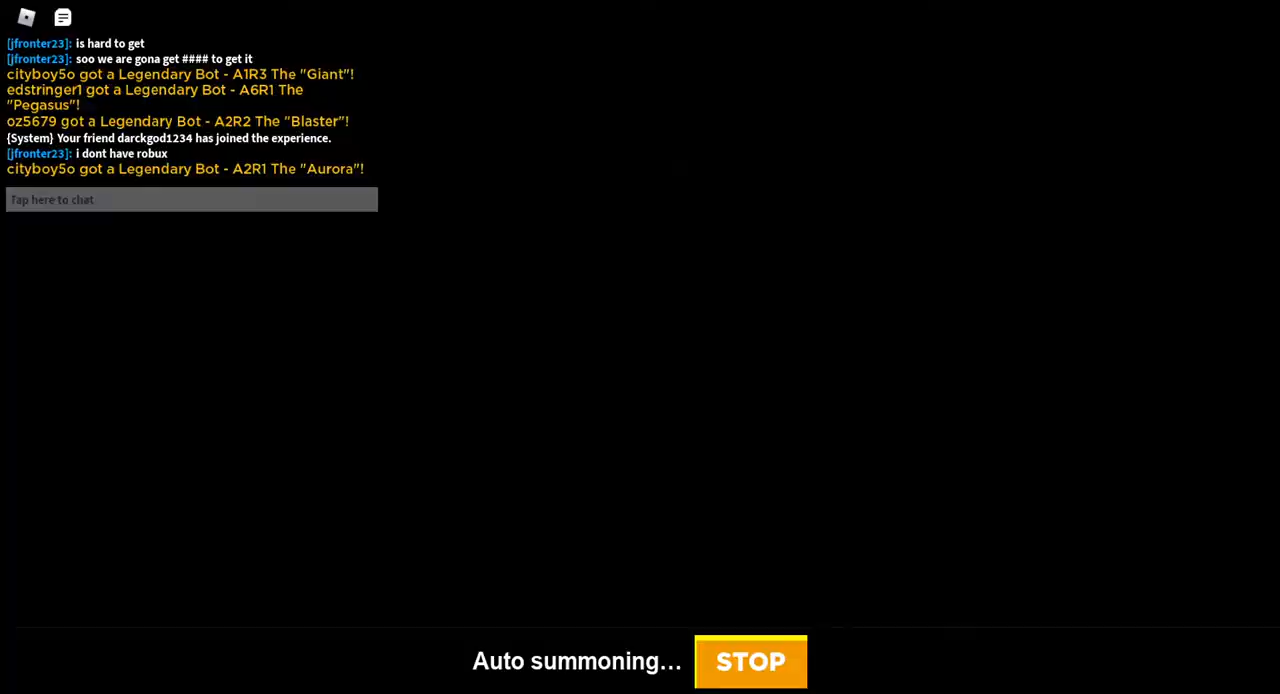 [jfronter23]: is hard to get
[jfronter23]: soo we are gona get #### to get it
cityboy5o got a Legendary Bot - A1R3 The "Giant"!
edstringer1 got a Legendary Bot - A6R1 The
"Pegasus"!
oz5679 got a Legendary Bot - A2R2 The "Blaster"!
{System} Your friend darckgod1234 has joined the experience.
[jfronter23]: i dont have robux
cityboy5o got a Legendary Bot - A2R1 The "Aurora"!
Tap here to chat
Auto summoning... STOP